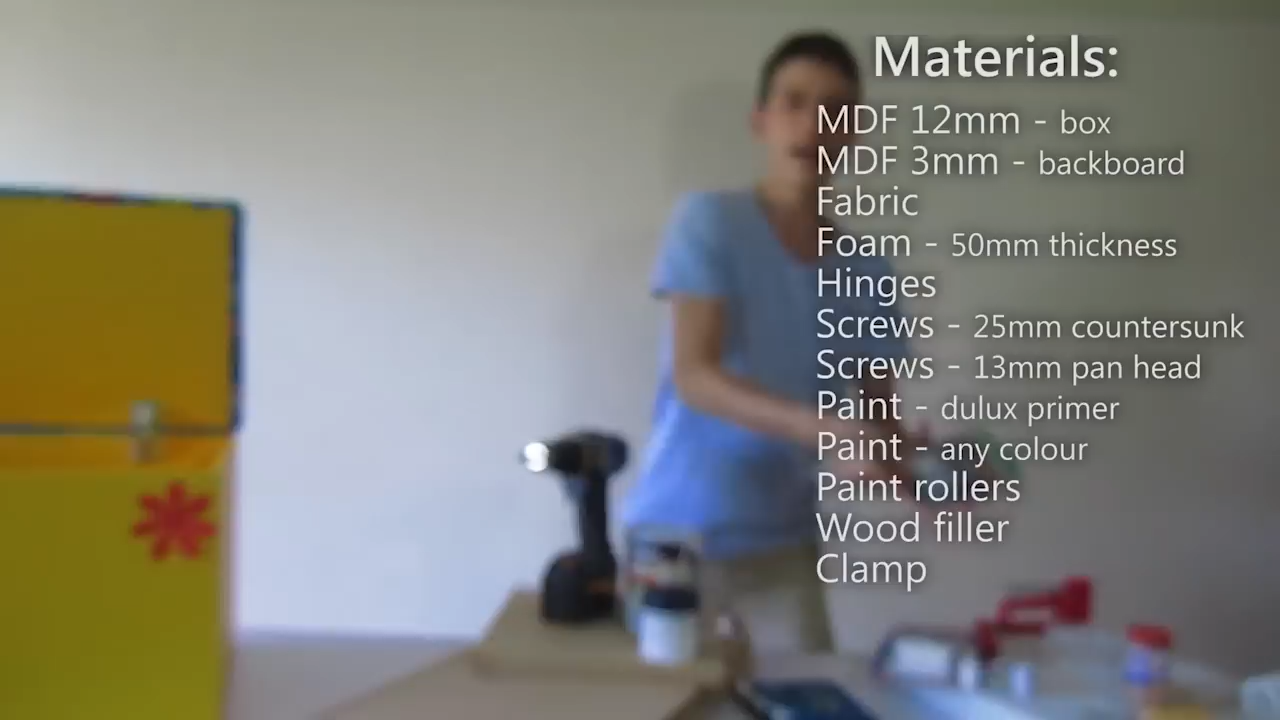 Materials:
MDF 12mm - box
MDF 3mm - backboard
Fabric
Foam - 50mm thickness
Hinges
Screws - 25mm countersunk
Screws - 13mm pan head
Paint - dulux primer
Paint - any colour
Paint rollers
Wood filler
Clamp